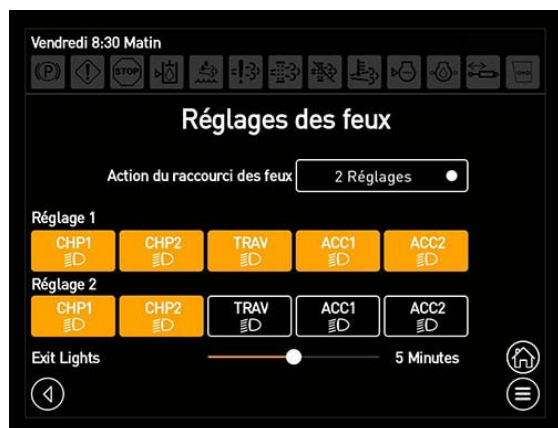 Vendredi 8:30 Matin
(P) STOP
Réglages des feux
Action du raccourci des feux 2 Réglages
Réglage 1
CHP1 CHP2 TRAV ACC1 ACC2
Réglage 2
CHP1 CHP2 TRAV ACC1 ACC2
Exit Lights 5 Minutes